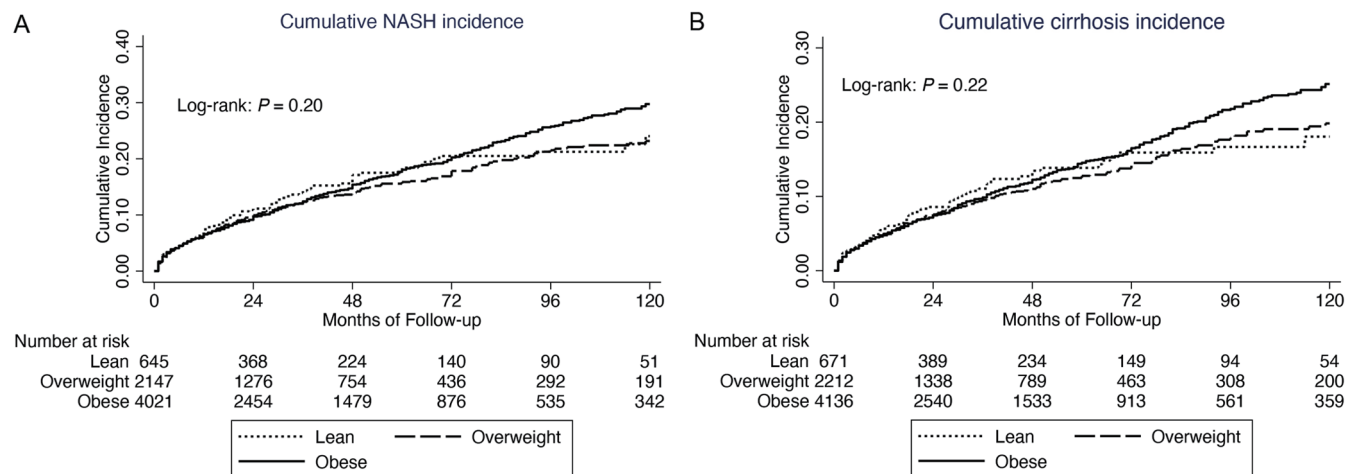 A
Cumulative NASH incidence
Cumulative Incidence
0.00 0.10 0.20 0.30 0.40
Log-rank: P = 0.20
0 24 48 72 96 120
Months of Follow-up
Number at risk
Lean 645 368 224 140 90 51
Overweight 2147 1276 754 436 292 191
Obese 4021 2454 1479 876 535 342
Lean Overweight
Obese
B
Cumulative cirrhosis incidence
Cumulative Incidence
0.00 0.10 0.20 0.30
Log-rank: P = 0.22
0 24 48 72 96 120
Months of Follow-up
Number at risk
Lean 671 389 234 149 94 54
Overweight 2212 1338 789 463 308 200
Obese 4136 2540 1533 913 561 359
Lean Overweight
Obese